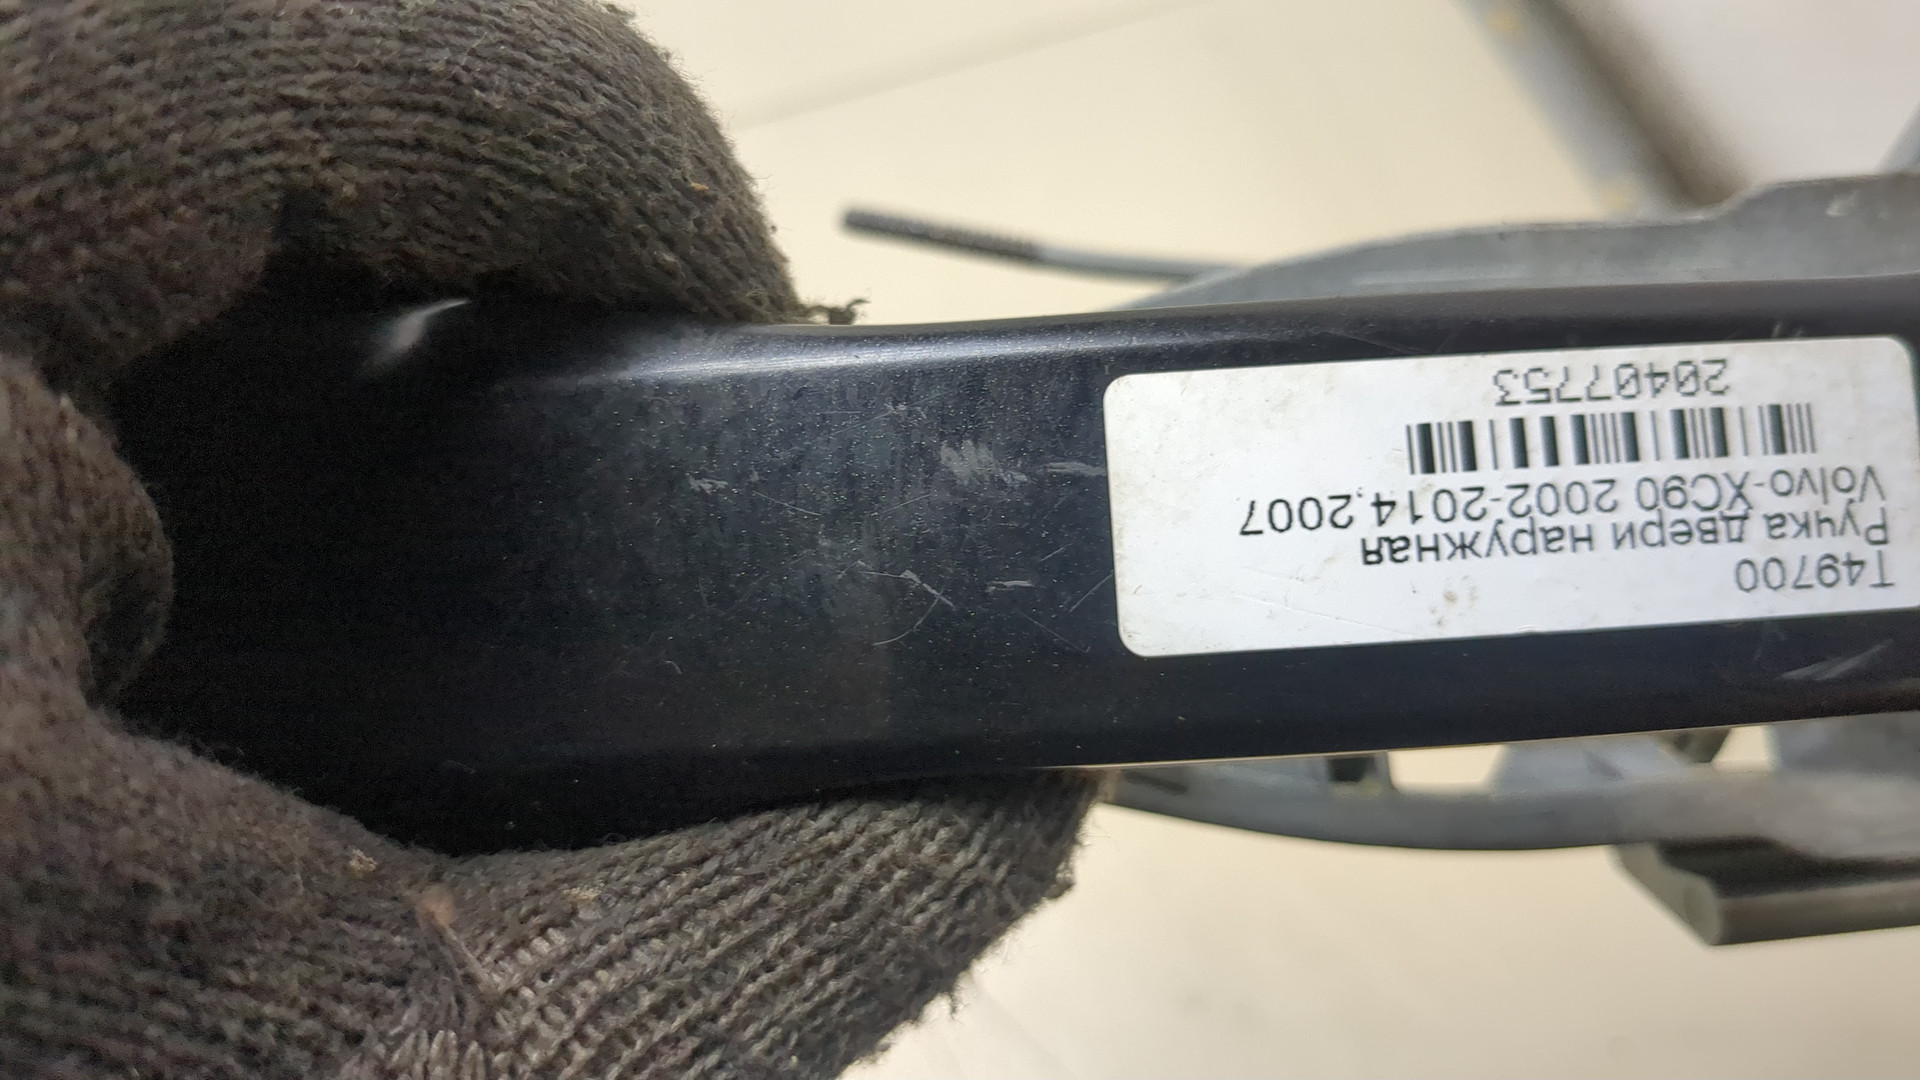 T49700
Ручка двери наружная
Volvo-XC90 2002-2014,2007
20407753